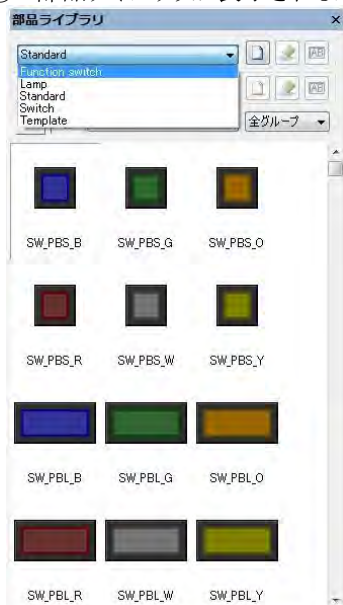 部品ライブラリ ×
Standard
Function switch
Lamp
Standard
Switch
Template
全グループ
SW_PBS_B SW_PBS_G SW_PBS_O
SW_PBS_R SW_PBS_W SW_PBS_Y
SW_PBL_B SW_PBL_G SW_PBL_O
SW_PBL_R SW_PBL_W SW_PBL_Y